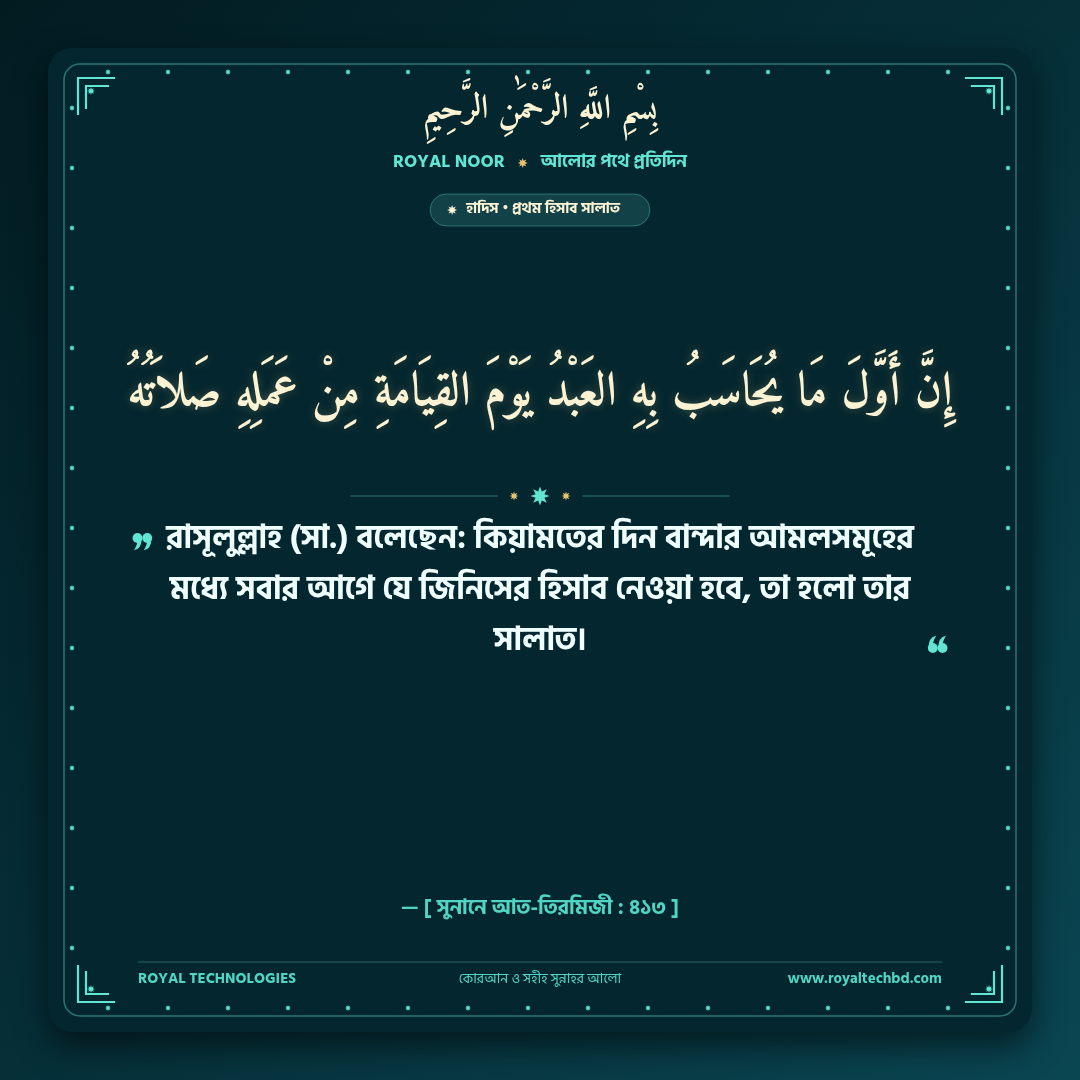 بِسْمِ اللَّهِ الرَّحْمَٰنِ الرَّحِيمِ
ROYAL NOOR ✷ আলোর পথে প্রতিদিন
✷ হাদিস • প্রথম হিসাব সালাত
إِنَّ أَوَّلَ مَا يُحَاسَبُ بِهِ العَبْدُ يَوْمَ القِيَامَةِ مِنْ عَمَلِهِ صَلَاتُهُ
” রাসূলুল্লাহ (সা.) বলেছেন: কিয়ামতের দিন বান্দার আমলসমূহের
মধ্যে সবার আগে যে জিনিসের হিসাব নেওয়া হবে, তা হলো তার
সালাত। “
— [ সুনানে আত-তিরমিজী : ৪১৩ ]
ROYAL TECHNOLOGIES কোরআন ও সহীহ সুন্নাহর আলো www.royaltechbd.com